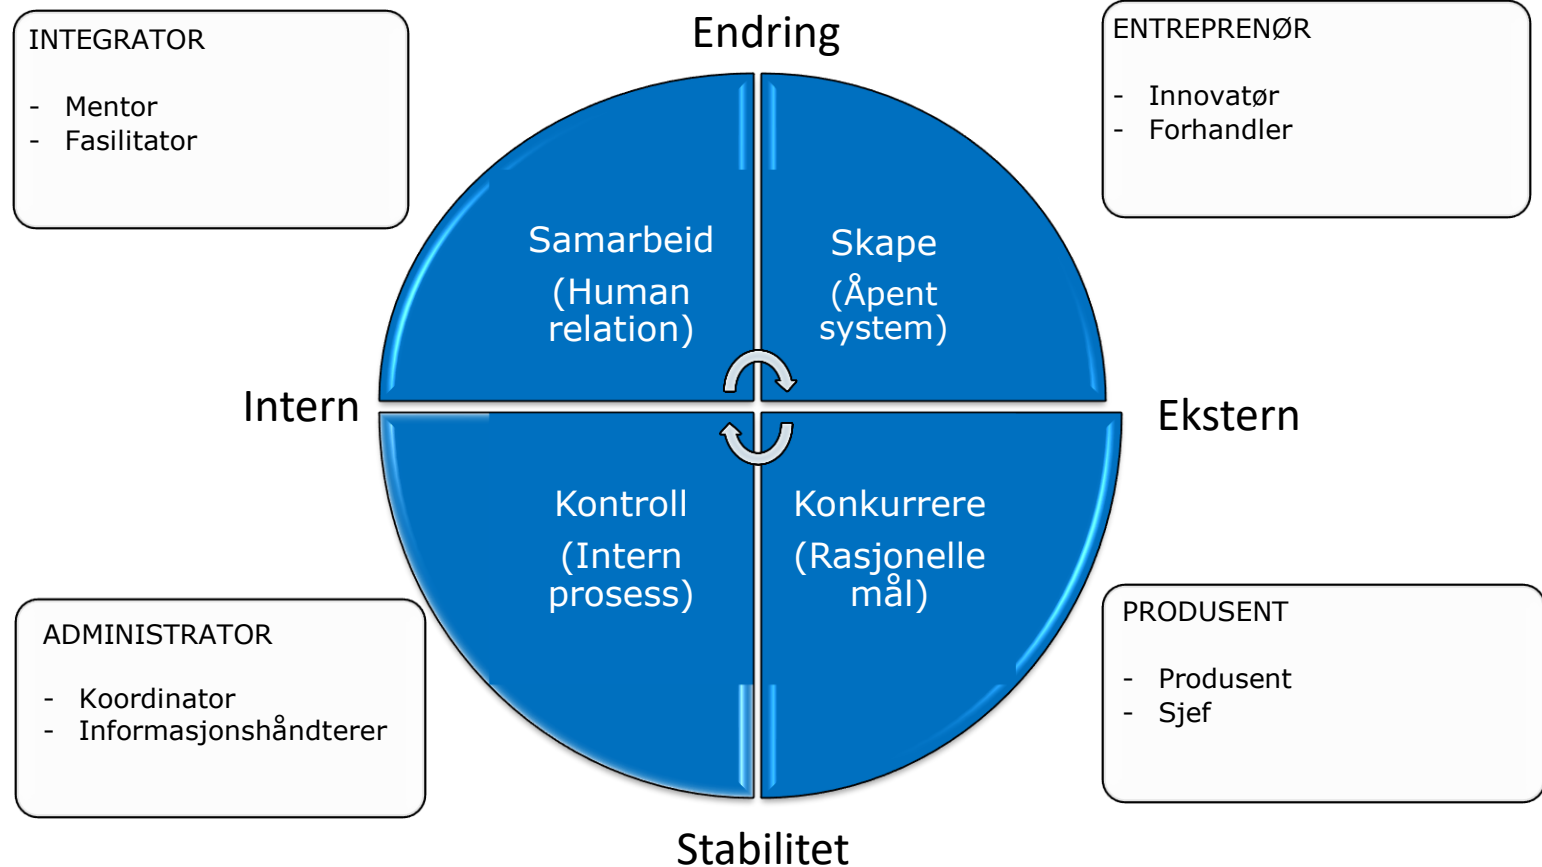 Endring
INTEGRATOR
- Mentor
- Fasilitator
ENTREPRENØR
- Innovatør
- Forhandler
Samarbeid
(Human
relation)
Skape
(Åpent
system)
Intern
Ekstern
Kontroll
(Intern
prosess)
Konkurrere
(Rasjonelle
mål)
ADMINISTRATOR
- Koordinator
- Informasjonshåndterer
PRODUSENT
- Produsent
- Sjef
Stabilitet